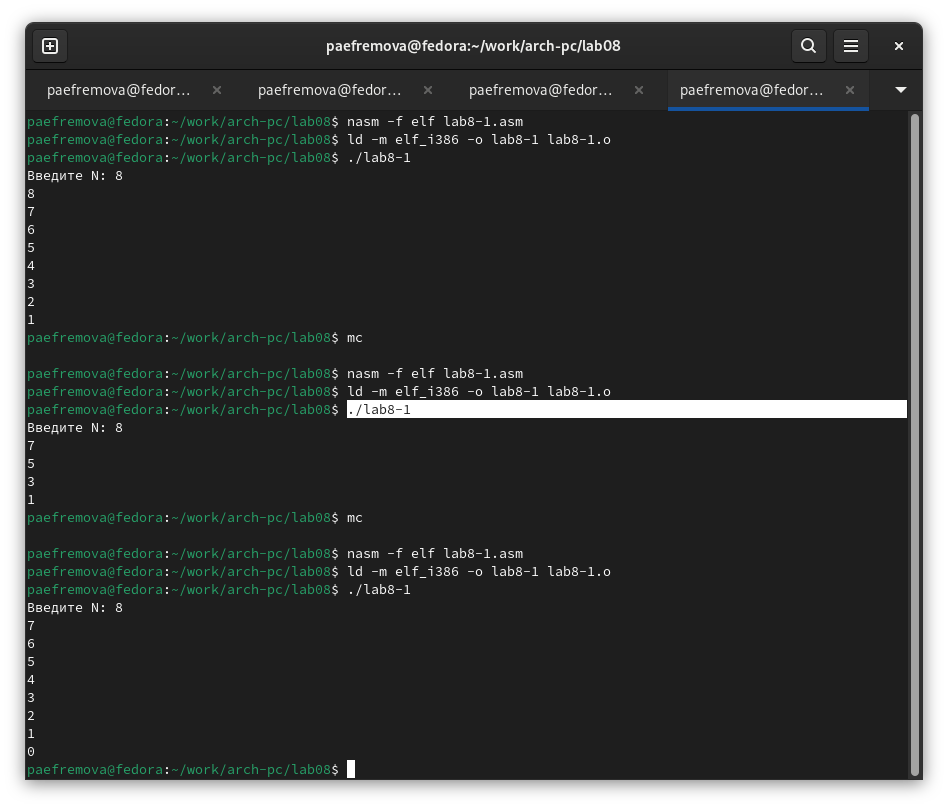 paefremova@fedora:~/work/arch-pc/lab08
paefremova@fedor… paefremova@fedor… paefremova@fedor… paefremova@fedor…
paefremova@fedora:~/work/arch-pc/lab08$ nasm -f elf lab8-1.asm
paefremova@fedora:~/work/arch-pc/lab08$ ld -m elf_i386 -o lab8-1 lab8-1.o
paefremova@fedora:~/work/arch-pc/lab08$ ./lab8-1
Введите N: 8
8
7
6
5
4
3
2
1
paefremova@fedora:~/work/arch-pc/lab08$ mc
paefremova@fedora:~/work/arch-pc/lab08$ nasm -f elf lab8-1.asm
paefremova@fedora:~/work/arch-pc/lab08$ ld -m elf_i386 -o lab8-1 lab8-1.o
paefremova@fedora:~/work/arch-pc/lab08$ ./lab8-1
Введите N: 8
7
5
3
1
paefremova@fedora:~/work/arch-pc/lab08$ mc
paefremova@fedora:~/work/arch-pc/lab08$ nasm -f elf lab8-1.asm
paefremova@fedora:~/work/arch-pc/lab08$ ld -m elf_i386 -o lab8-1 lab8-1.o
paefremova@fedora:~/work/arch-pc/lab08$ ./lab8-1
Введите N: 8
7
6
5
4
3
2
1
0
paefremova@fedora:~/work/arch-pc/lab08$